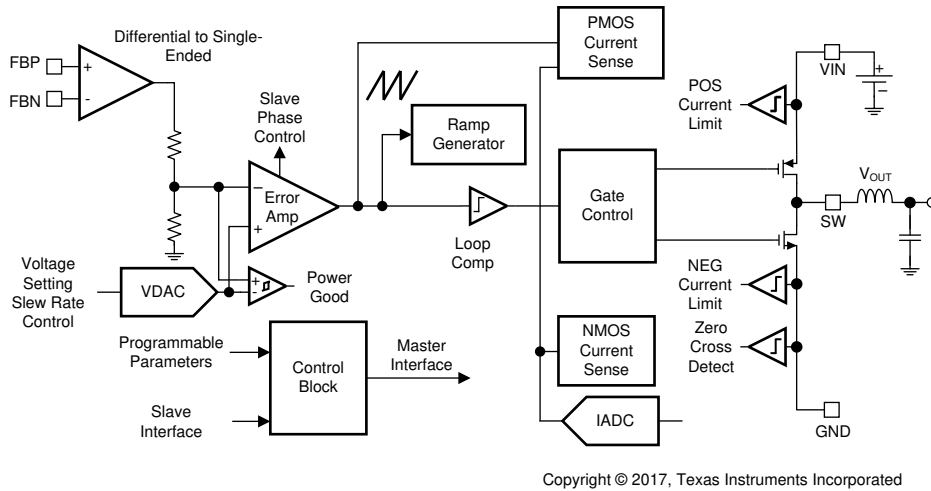 Differential to Single-
Ended
FBP
+
FBN
-
Slave
Phase
Control
PMOS
Current
Sense
VIN
+
−
POS
Current
Limit
Ramp
Generator
−
Error
Amp
+
Gate
Control
VOUT
SW
Loop
Comp
Voltage
Setting
Slew Rate
Control
VDAC
+
-
Power
Good
NEG
Current
Limit
Programmable
Parameters
Control
Block
Master
Interface
NMOS
Current
Sense
Zero
Cross
Detect
Slave
Interface
IADC
GND
Copyright © 2017, Texas Instruments Incorporated